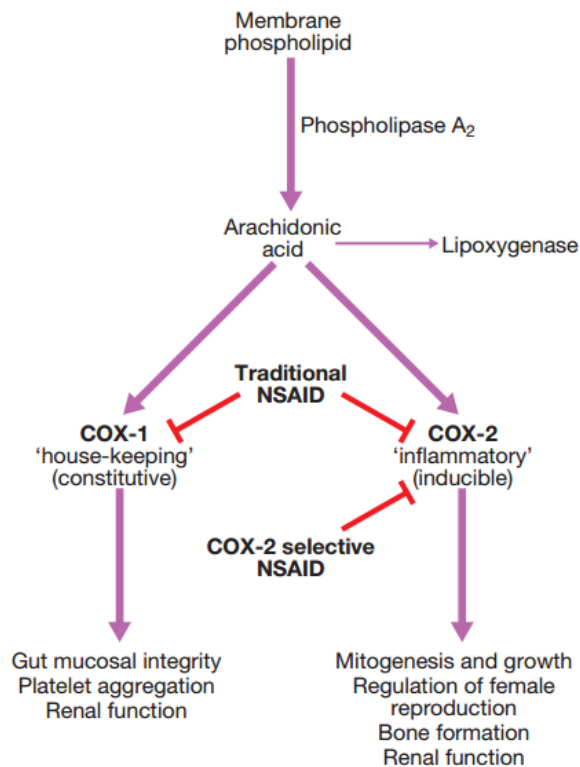 Membrane
phospholipid
Phospholipase A₂
Arachidonic
acid
Lipoxygenase
Traditional
NSAID
COX-1
'house-keeping'
(constitutive)
COX-2
'inflammatory'
(inducible)
COX-2 selective
NSAID
Gut mucosal integrity
Platelet aggregation
Renal function
Mitogenesis and growth
Regulation of female
reproduction
Bone formation
Renal function